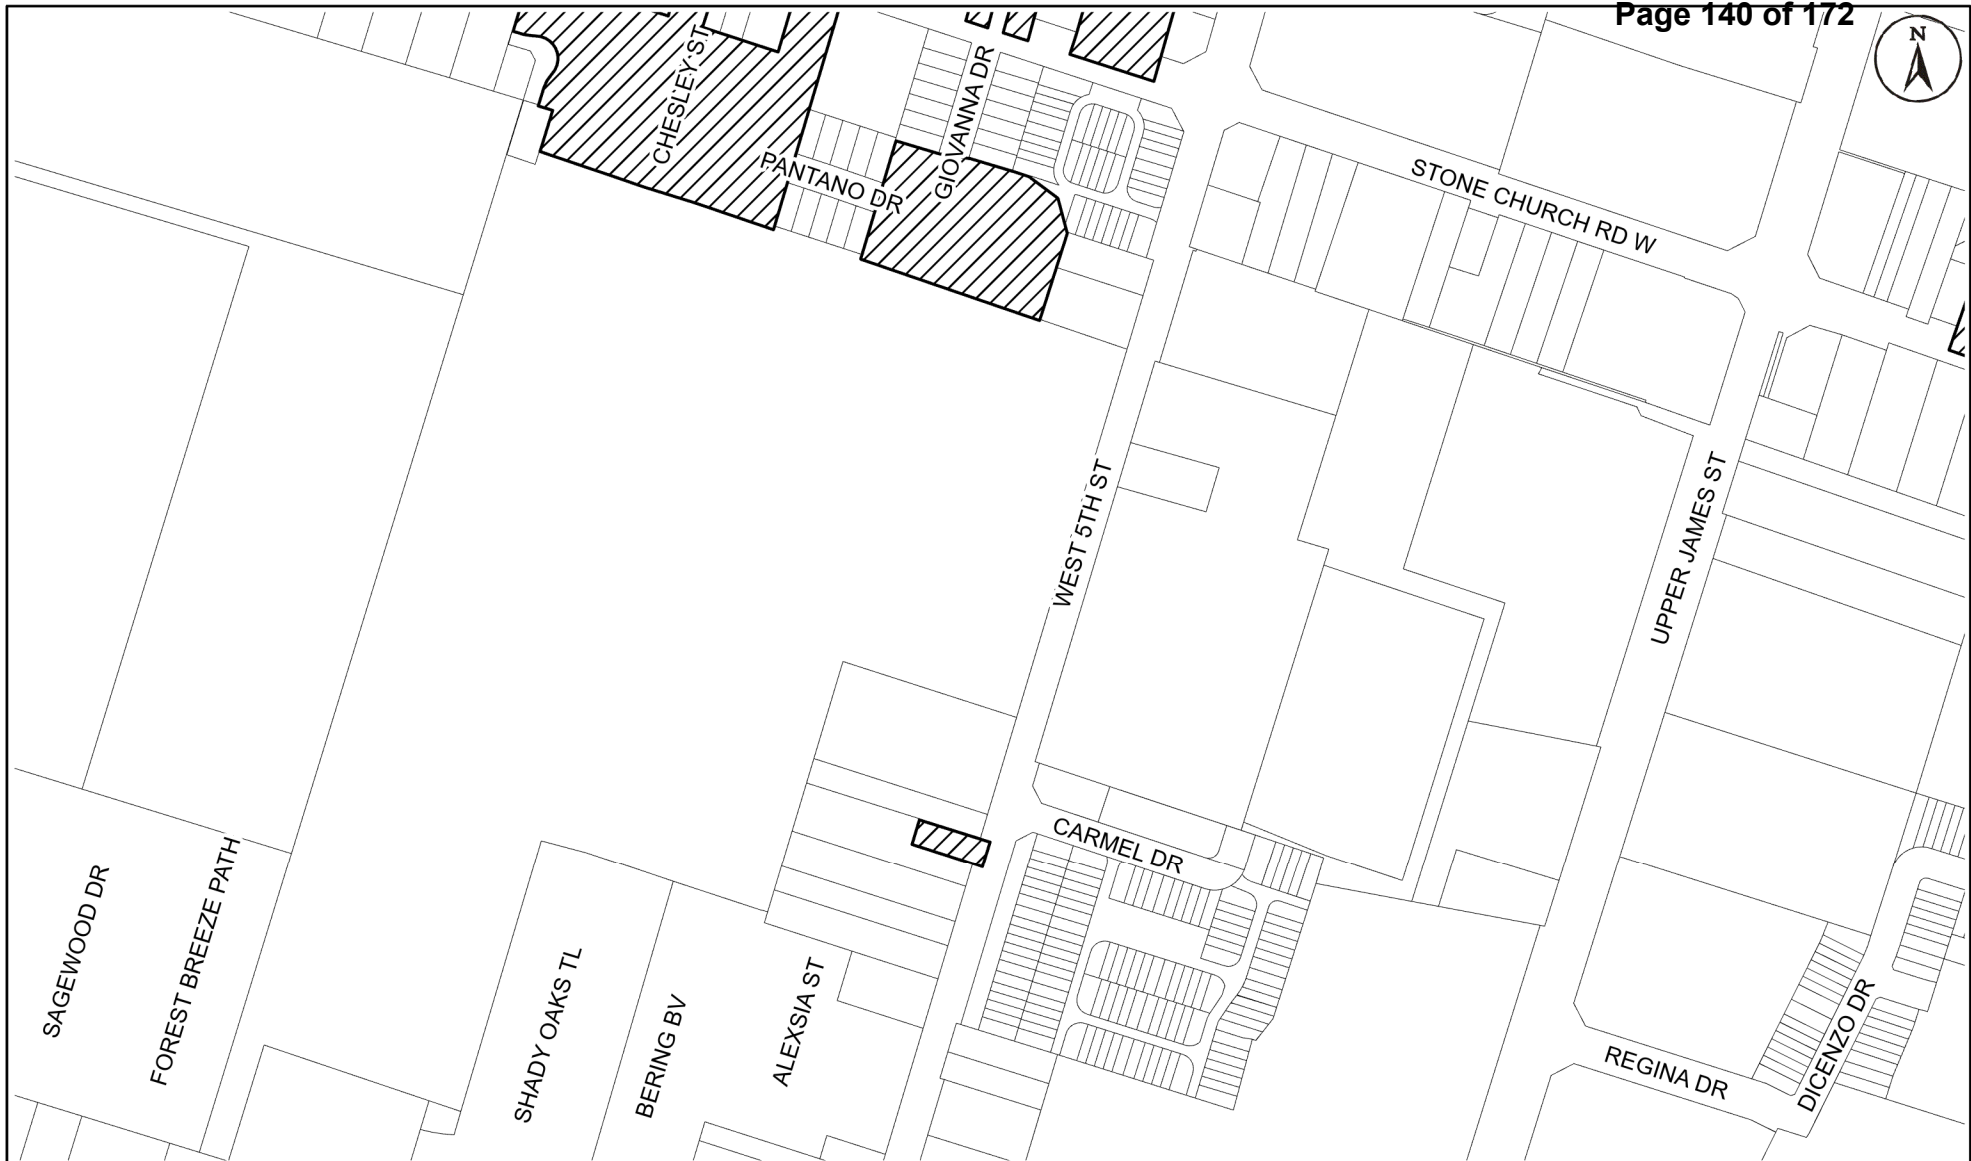 Page 140 of 172
N
CHESLEY ST
GIOVANNA DR
PANTANO DR
STONE CHURCH RD W
WEST 5TH ST
UPPER JAMES ST
CARMEL DR
SAGEWOOD DR
FOREST BREEZE PATH
SHADY OAKS TL
BERING BV
ALEXSIA ST
REGINA DR
DICENZO DR